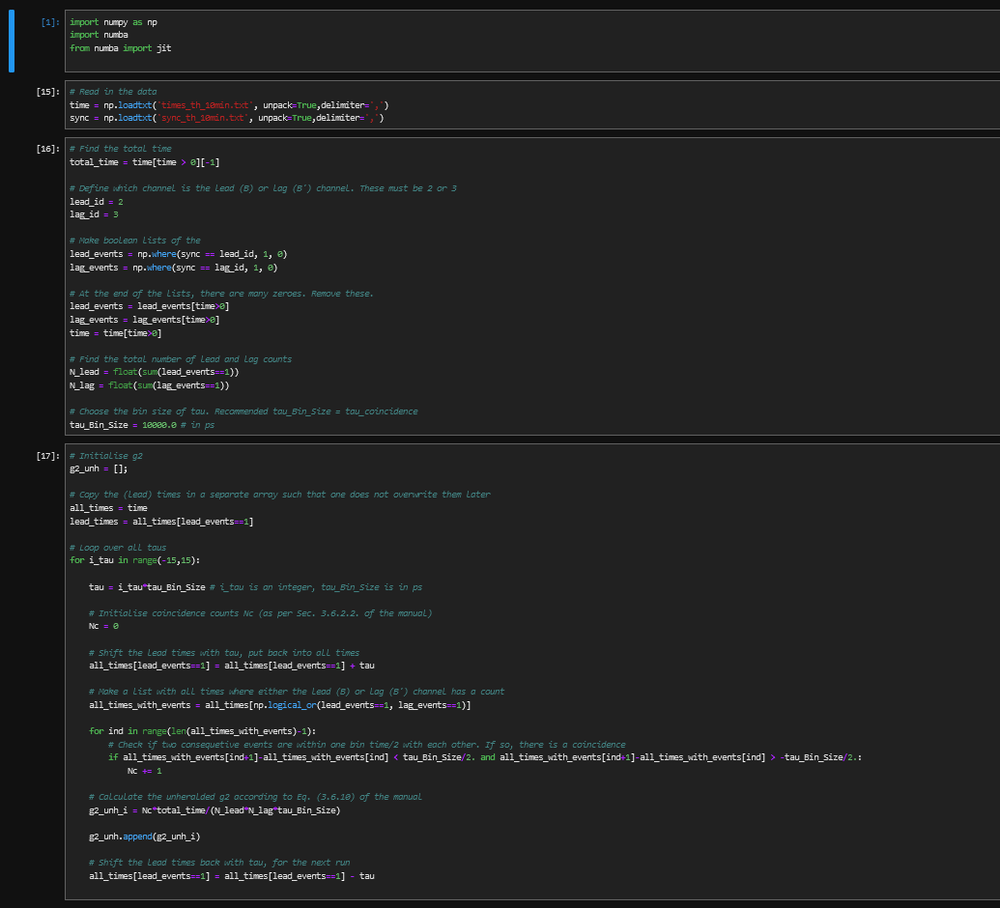 [1]:
import numpy as np
import numba
from numba import jit
[15]:
# Read in the data
time = np.loadtxt('times_th_10min.txt', unpack=True,delimiter=',')
sync = np.loadtxt('sync_th_10min.txt', unpack=True,delimiter=',')
[16]:
# Find the total time
total_time = time[time > 0][-1]
# Define which channel is the lead (B) or lag (B') channel. These must be 2 or 3
lead_id = 2
lag_id = 3
# Make boolean lists of the
lead_events = np.where(sync == lead_id, 1, 0)
lag_events = np.where(sync == lag_id, 1, 0)
# At the end of the lists, there are many zeroes. Remove these.
lead_events = lead_events[time>0]
lag_events = lag_events[time>0]
time = time[time>0]
# Find the total number of lead and lag counts
N_lead = float(sum(lead_events==1))
N_lag = float(sum(lag_events==1))
# Choose the bin size of tau. Recommended tau_Bin_Size = tau_coincidence
tau_Bin_Size = 10000.0 # in ps
[17]:
# Initialise g2
g2_unh = [];
# Copy the (lead) times in a separate array such that one does not overwrite them later
all_times = time
lead_times = all_times[lead_events==1]
# Loop over all taus
for i_tau in range(-15,15):
tau = i_tau*tau_Bin_Size # i_tau is an integer, tau_Bin_Size is in ps
# Initialise coincidence counts Nc (as per Sec. 3.6.2.2. of the manual)
Nc = 0
# Shift the lead times with tau, put back into all times
all_times[lead_events==1] = all_times[lead_events==1] + tau
# Make a list with all times where either the lead (B) or lag (B') channel has a count
all_times_with_events = all_times[np.logical_or(lead_events==1, lag_events==1)]
for ind in range(len(all_times_with_events)-1):
# Check if two consequetive events are within one bin time/2 with each other. If so, there is a coincidence
if all_times_with_events[ind+1]-all_times_with_events[ind] < tau_Bin_Size/2. and all_times_with_events[ind+1]-all_times_with_events[ind] > -tau_Bin_Size/2.:
Nc += 1
# Calculate the unheralded g2 according to Eq. (3.6.10) of the manual
g2_unh_i = Nc*total_time/(N_lead*N_lag*tau_Bin_Size)
g2_unh.append(g2_unh_i)
# Shift the lead times back with tau, for the next run
all_times[lead_events==1] = all_times[lead_events==1] - tau